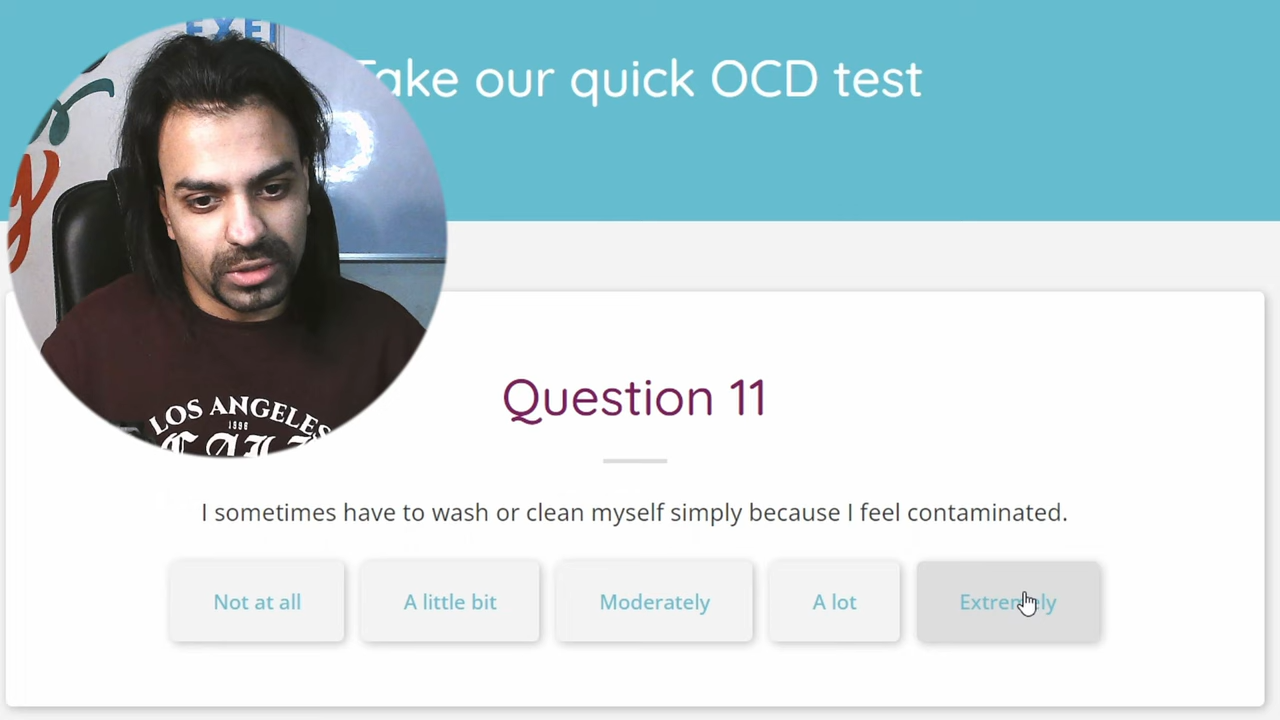 Take our quick OCD test
LOS ANGELES
1896
Question 11
I sometimes have to wash or clean myself simply because I feel contaminated.
Not at all
A little bit
Moderately
A lot
Extremely